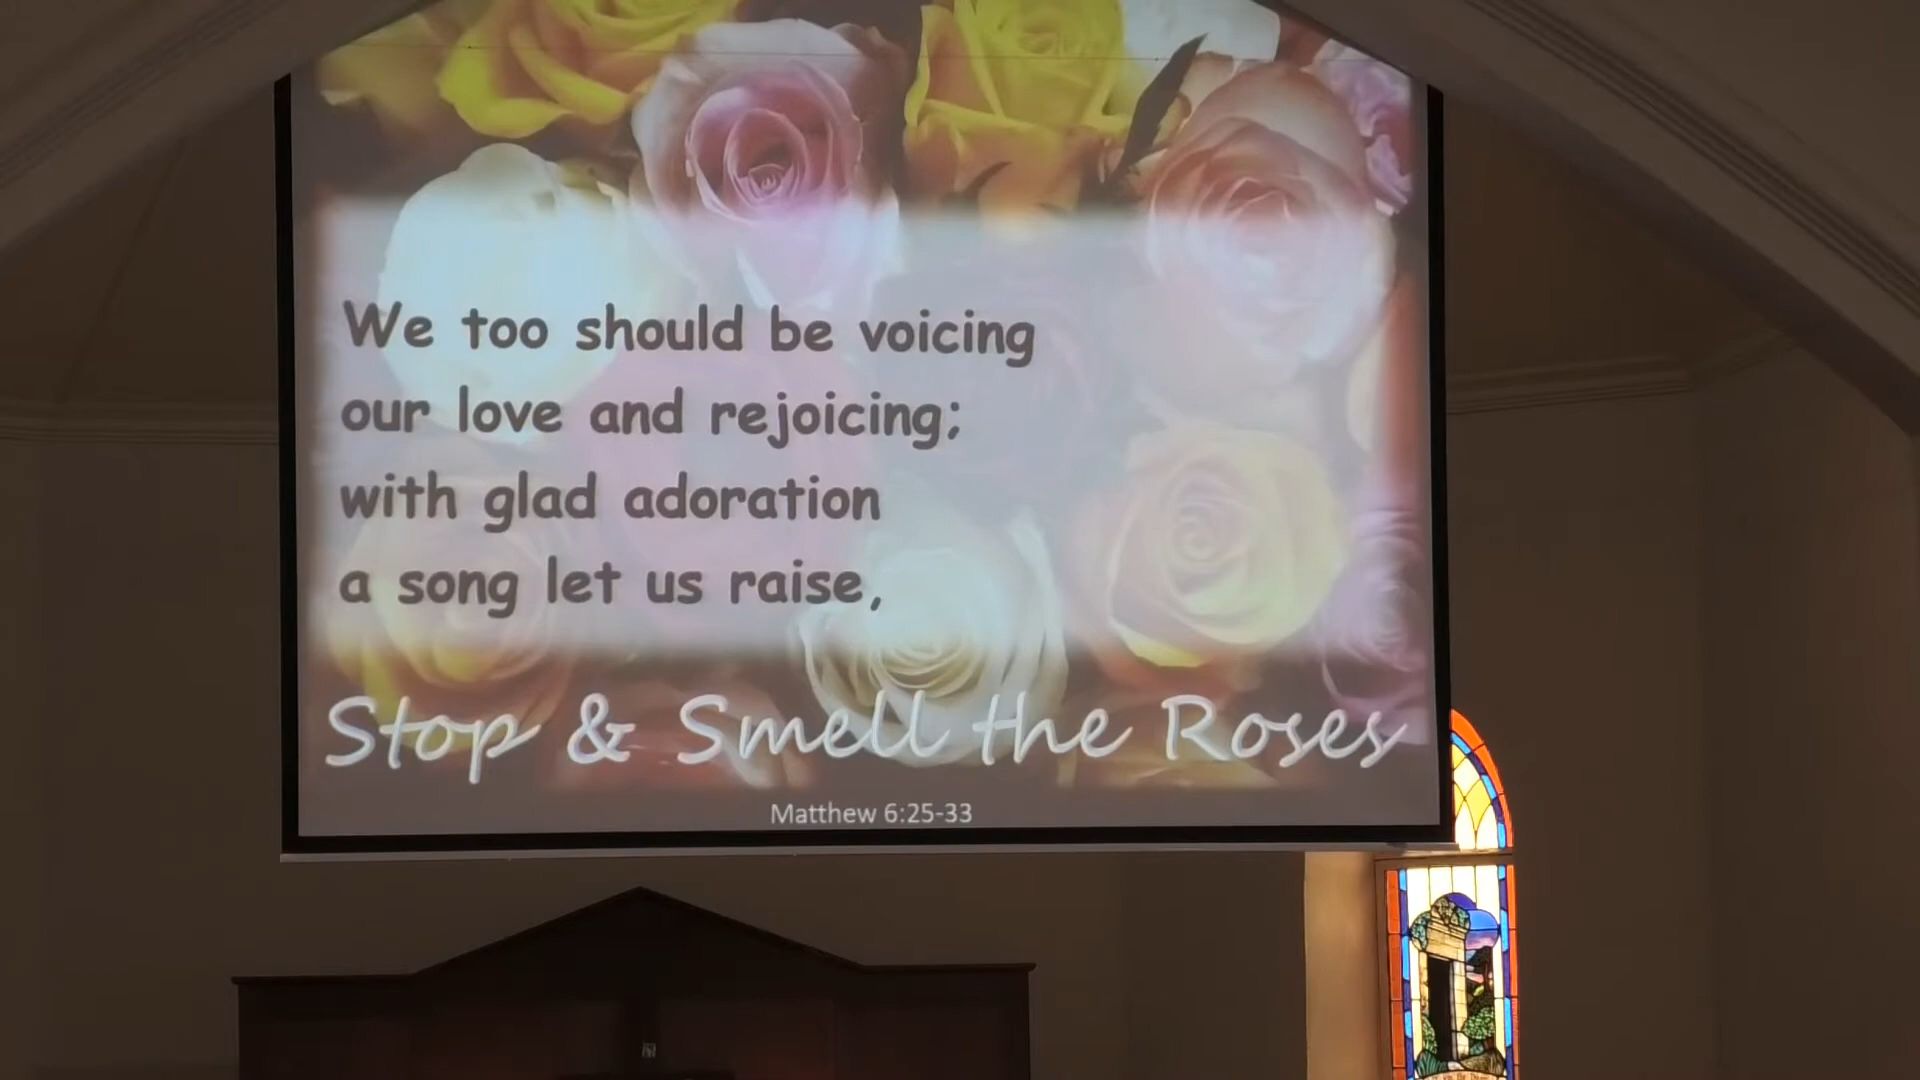 We too should be voicing
our love and rejoicing;
with glad adoration
a song let us raise,
Stop & Smell the Roses
Matthew 6:25-33